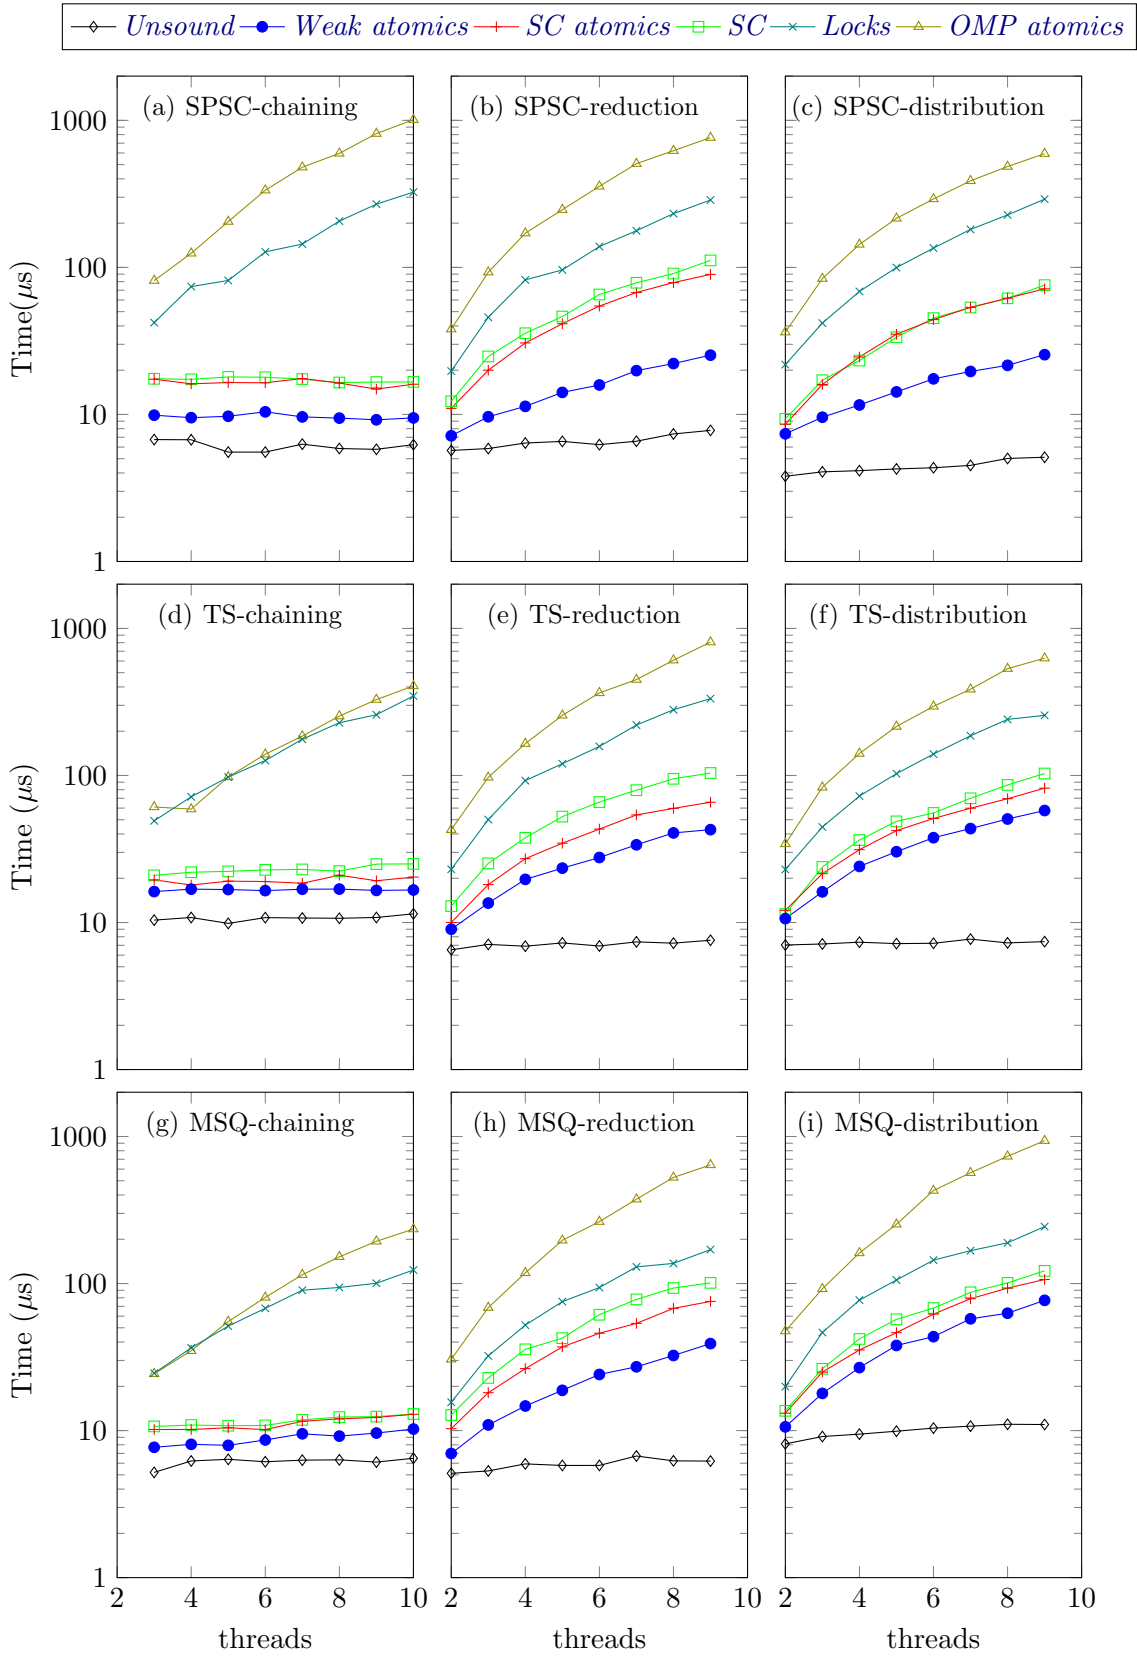 Unsound Weak atomics SC atomics SC Locks OMP atomics
(a) SPSC-chaining (b) SPSC-reduction (c) SPSC-distribution
1000
100
10
1
Time(μs)
(d) TS-chaining (e) TS-reduction (f) TS-distribution
1000
100
10
1
Time (μs)
(g) MSQ-chaining (h) MSQ-reduction (i) MSQ-distribution
1000
100
10
1
Time (μs)
2 4 6 8 10 2 4 6 8 10 2 4 6 8 10
threads threads threads